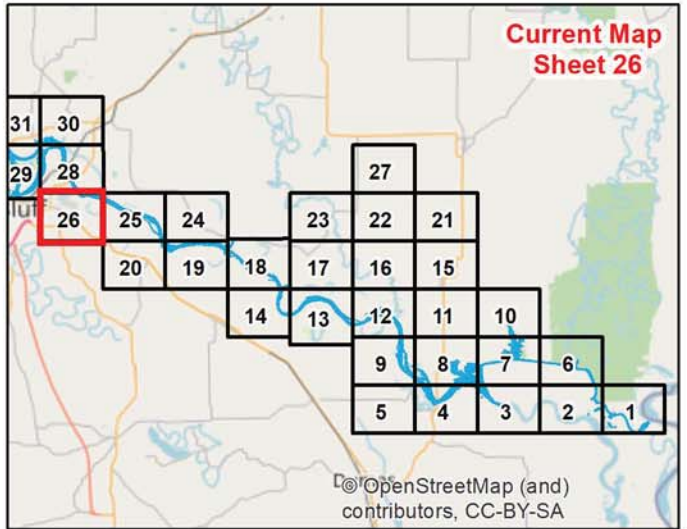 Current Map
Sheet 26
31 30
29 28 27
26 25 24 23 22 21
20 19 18 17 16 15
14 13 12 11 10
9 8 7 6
5 4 3 2 1
© OpenStreetMap (and)
contributors, CC-BY-SA